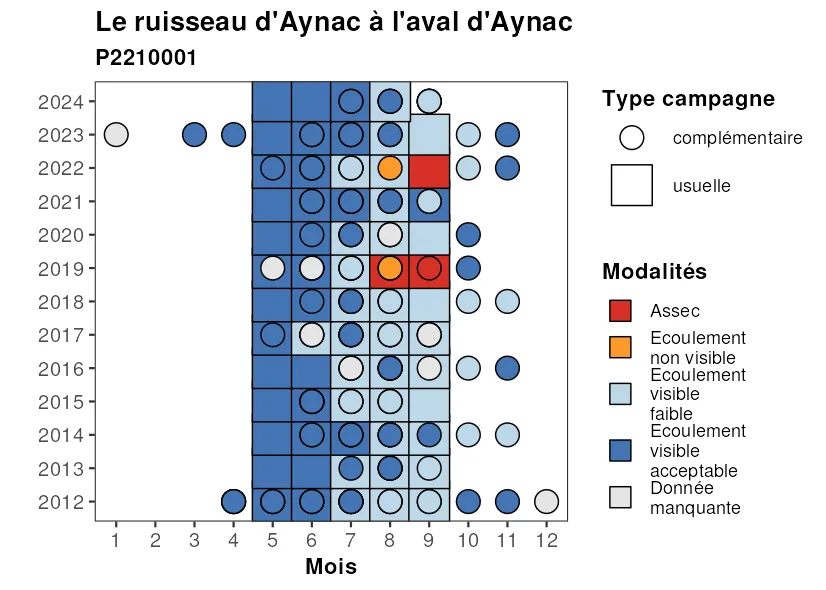 Le ruisseau d'Aynac à l'aval d'Aynac
P2210001
2024
2023
2022
2021
2020
2019
2018
2017
2016
2015
2014
2013
2012
1 2 3 4 5 6 7 8 9 10 11 12
Mois
Type campagne
complémentaire
usuelle
Modalités
Assec
Ecoulement
non visible
Ecoulement
visible
faible
Ecoulement
visible
acceptable
Donnée
manquante